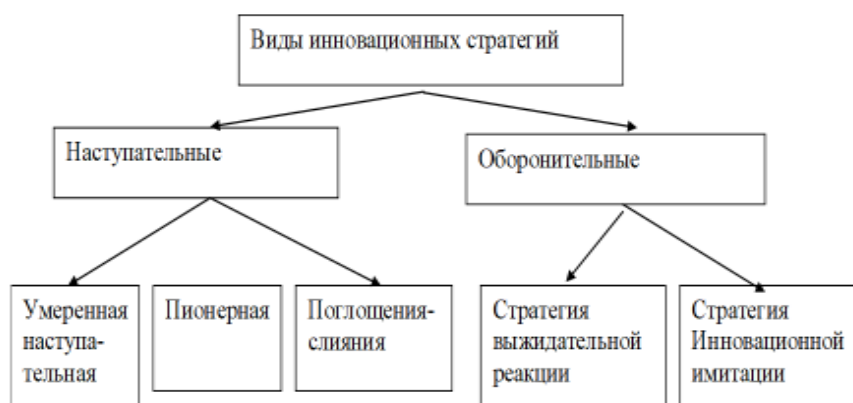 Виды инновационных стратегий
Наступательные
Оборонительные
Умеренная
наступа-
тельная
Пионерная
Поглощения-
слияния
Стратегия
выжидательной
реакции
Стратегия
Инновационной
имитации